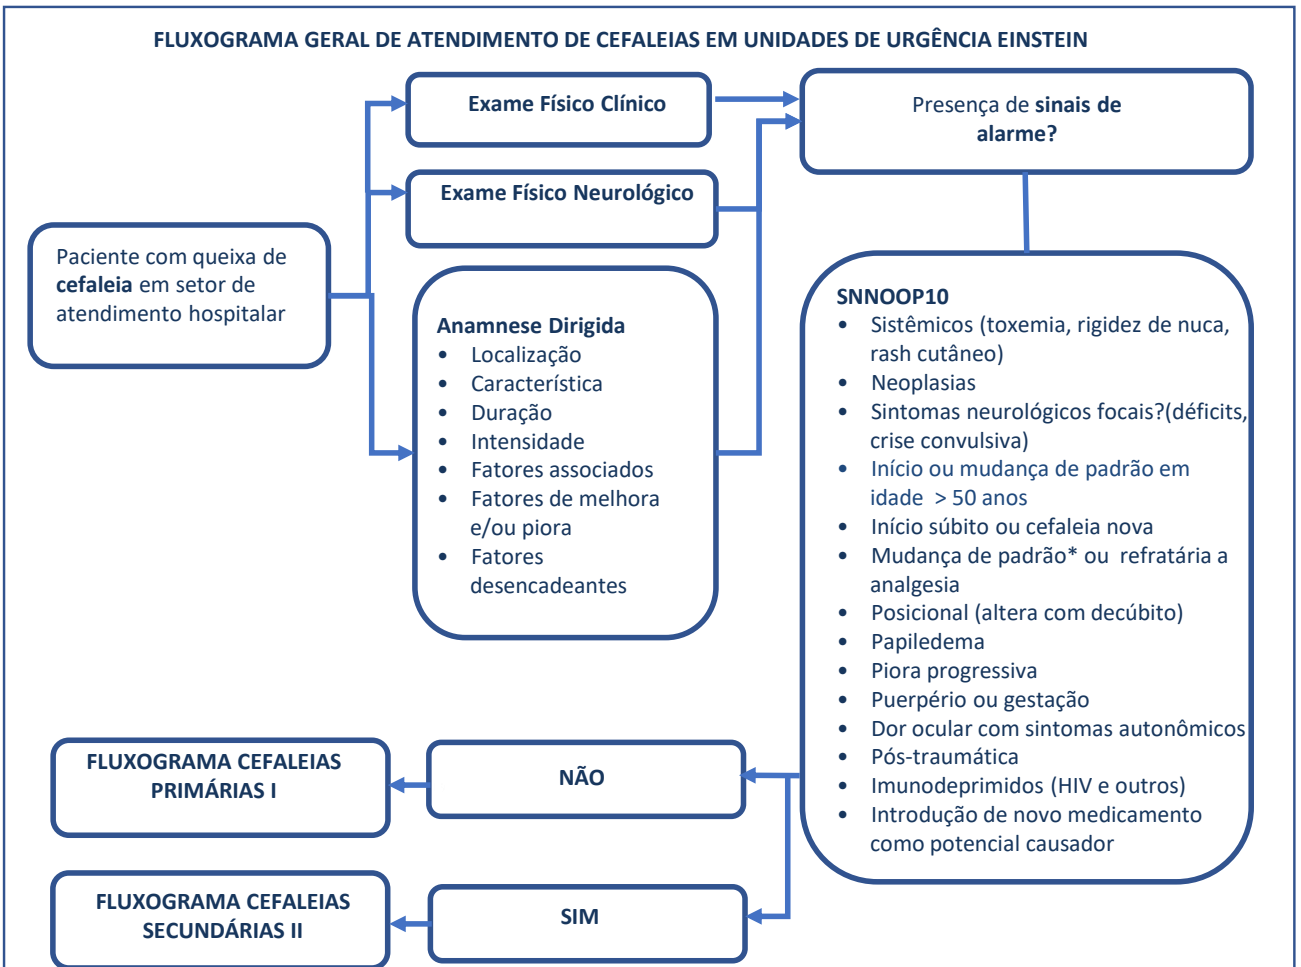 FLUXOGRAMA GERAL DE ATENDIMENTO DE CEFALEIAS EM UNIDADES DE URGÊNCIA EINSTEIN
Paciente com queixa de
cefaleia em setor de
atendimento hospitalar
Exame Físico Clínico
Exame Físico Neurológico
Anamnese Dirigida
• Localização
• Característica
• Duração
• Intensidade
• Fatores associados
• Fatores de melhora
e/ou piora
• Fatores
desencadeantes
Presença de sinais de
alarme?
SNNOOP10
• Sistêmicos (toxemia, rigidez de nuca,
rash cutâneo)
• Neoplasias
• Sintomas neurológicos focais?(déficits,
crise convulsiva)
• Início ou mudança de padrão em
idade > 50 anos
• Início súbito ou cefaleia nova
• Mudança de padrão* ou refratária a
analgesia
• Posicional (altera com decúbito)
• Papiledema
• Piora progressiva
• Puerpério ou gestação
• Dor ocular com sintomas autonômicos
• Pós-traumática
• Imunodeprimidos (HIV e outros)
• Introdução de novo medicamento
como potencial causador
NÃO
FLUXOGRAMA CEFALEIAS
PRIMÁRIAS I
SIM
FLUXOGRAMA CEFALEIAS
SECUNDÁRIAS II